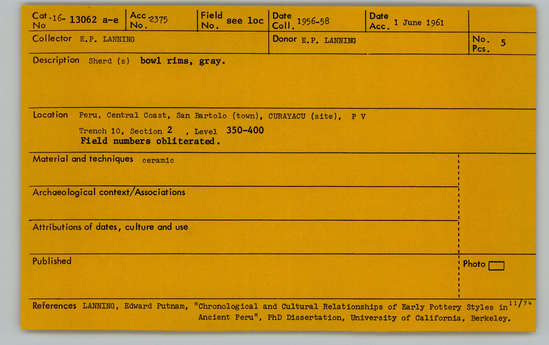 Cat. No 16- 13062 a-e Acc No. 2375 Field No. see loc Date Coll. 1956-58 Date Acc. 1 June 1961
Collector E.P. LANNING Donor E.P. LANNING No. Pcs. 5
Description Sherd (s) bowl rims, gray.
Location Peru, Central Coast, San Bartolo (town), CURAYACU (site), P V
Trench 10, Section 2 , Level 350-400
Field numbers obliterated.
Material and techniques ceramic
Archaeological context/Associations
Attributions of dates, culture and use
Published
Photo
11/74
References LANNING, Edward Putnam, "Chronological and Cultural Relationships of Early Pottery Styles in
Ancient Peru", PhD Dissertation, University of California, Berkeley.